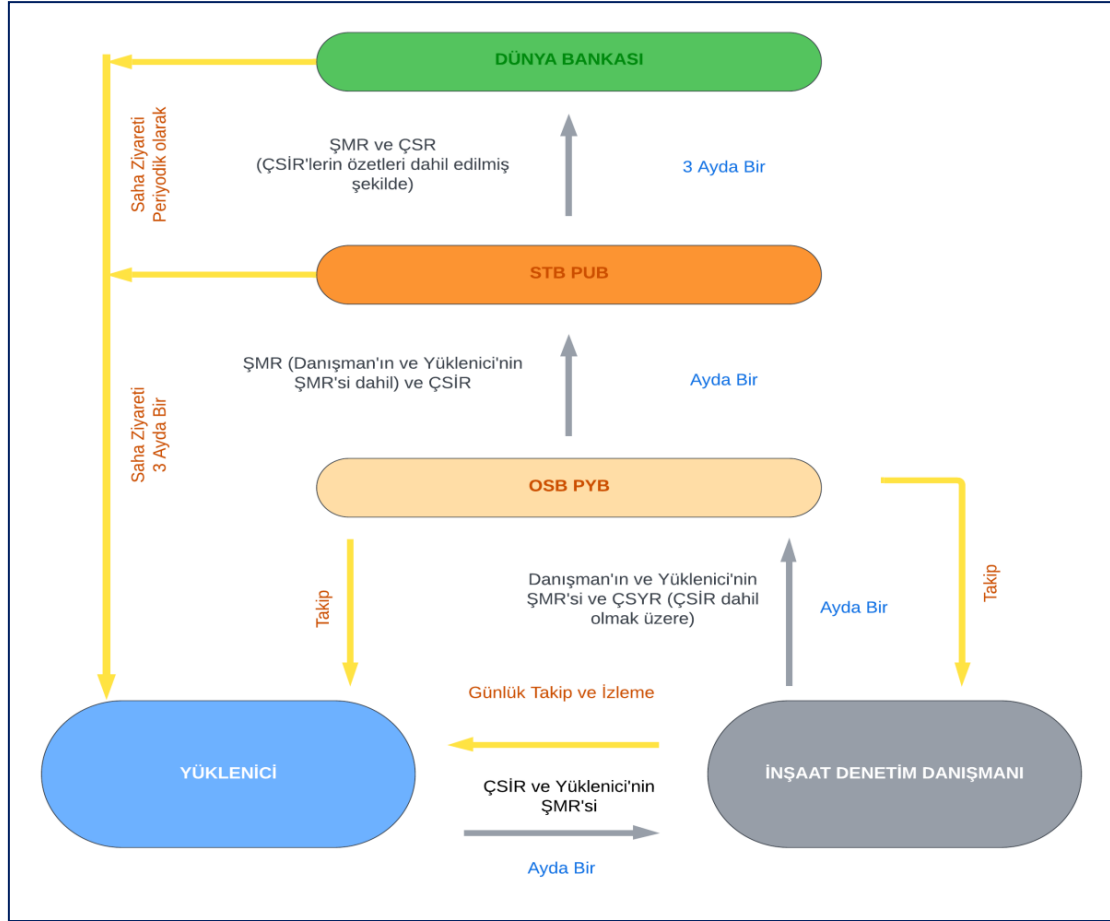 DÜNYA BANKASI
Saha Ziyareti
Periyodik olarak
ŞMR ve ÇSR
(ÇSİR'lerin özetleri dahil edilmiş
şekilde)
3 Ayda Bir
STB PUB
Saha Ziyareti
3 Ayda Bir
ŞMR (Danışman'ın ve Yüklenici'nin
ŞMR'si dahil) ve ÇSİR
Ayda Bir
OSB PYB
Takip
Danışman'ın ve Yüklenici'nin
ŞMR'si ve ÇSYR (ÇSİR dahil
olmak üzere)
Ayda Bir
Takip
Günlük Takip ve İzleme
YÜKLENİCİ
İNŞAAT DENETİM DANIŞMANI
ÇSİR ve Yüklenici'nin
ŞMR'si
Ayda Bir